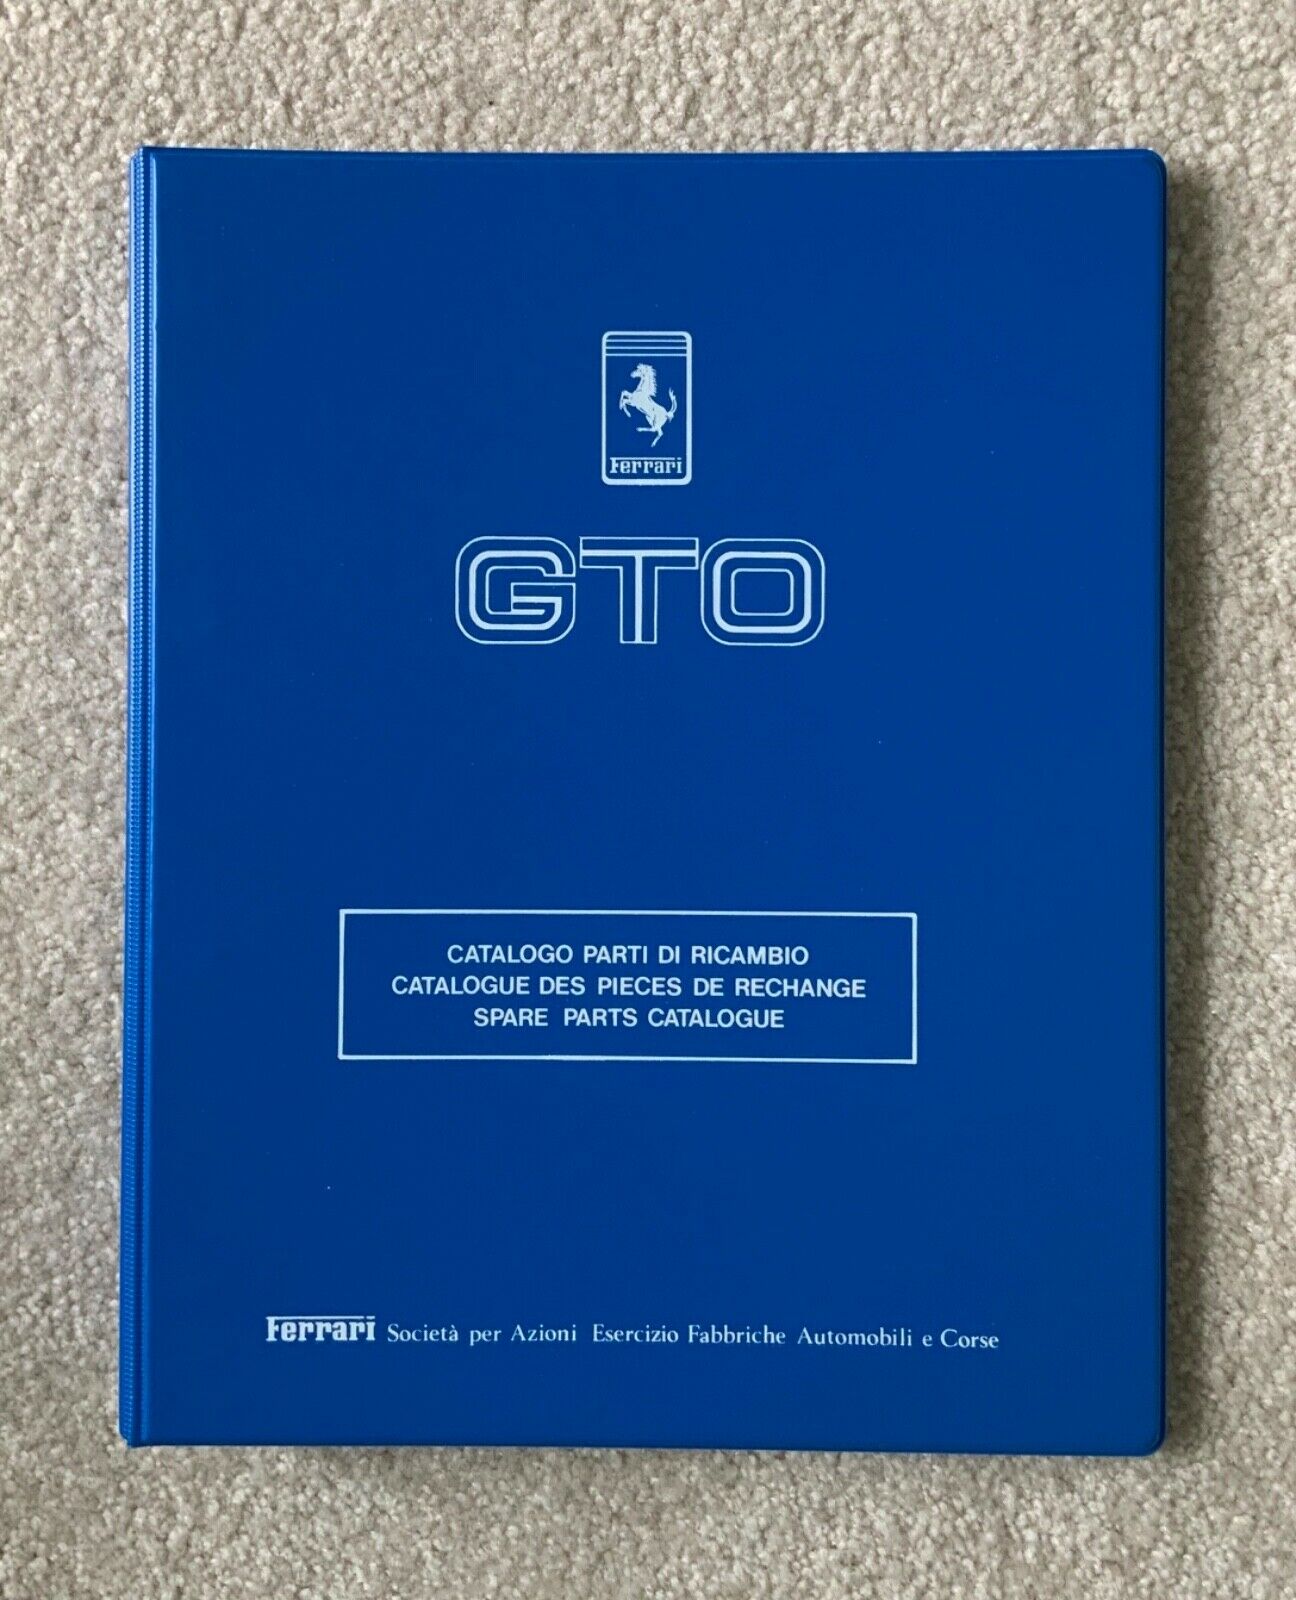 Ferrari
GTO
CATALOGO PARTI DI RICAMBIO
CATALOGUE DES PIECES DE RECHANGE
SPARE PARTS CATALOGUE
Ferrari Società per Azioni Esercizio Fabbriche Automobili e Corse